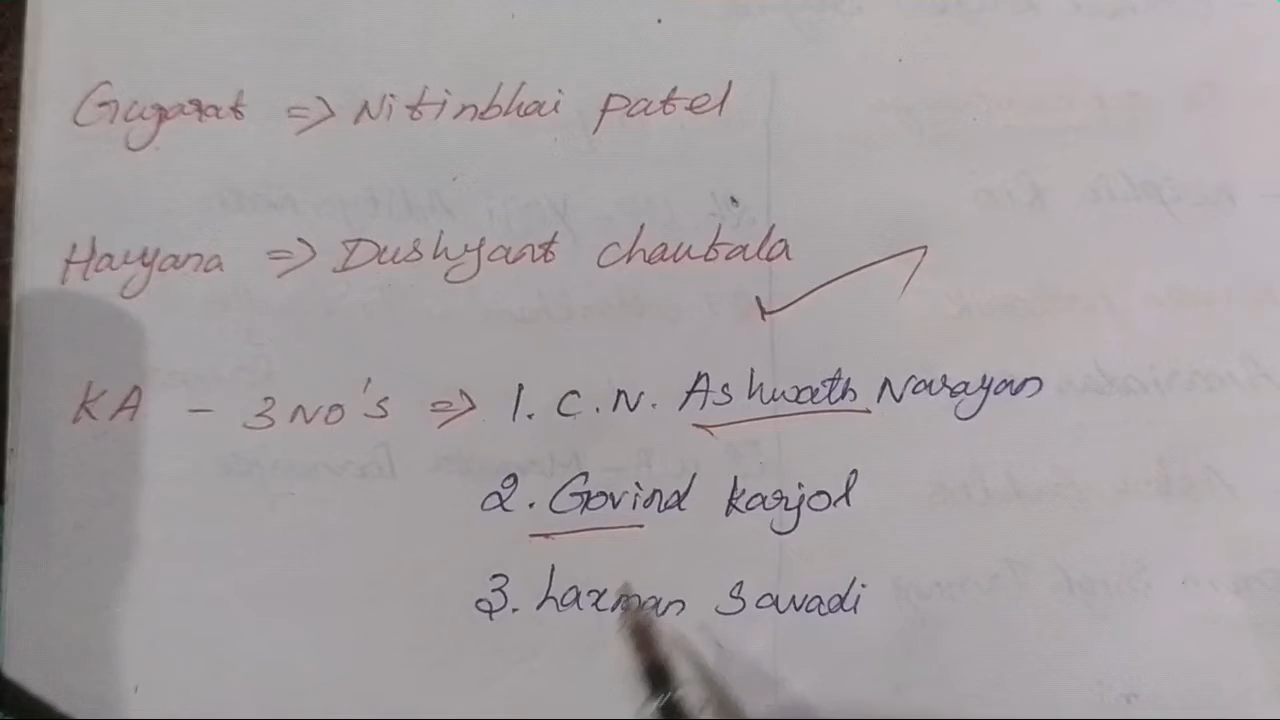 Gujarat => Nitinbhai patel
Haryana => Dushyant chautala
KA - 3 NO's => 1. C. N. Ashwath Narayan
2. Govind Karjol
3. Laxman Savadi